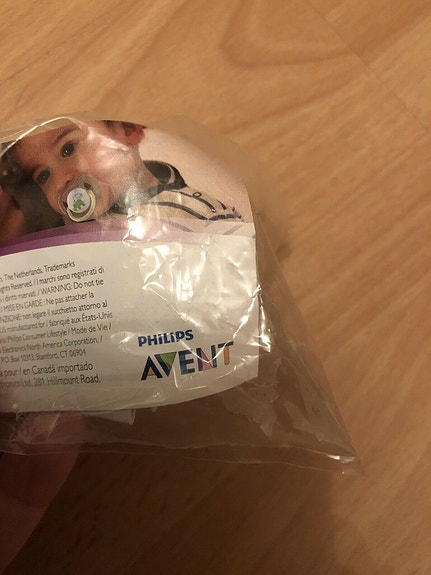 The Netherlands. Trademarks
Rights Reserved. / I marchi sono registrati di
i diritti riservati. / WARNING: Do not tie
/ MISE EN GARDE : Ne pas attacher la
non legare il succhietto attorno al
manufactured for / fabriqué aux États-Unis
Philips Consumer Lifestyle / Mode de Vie /
Electronics North America Corporation, /
P.O. Box 10313, Stamford, CT 06904
pour / en Canadá importado
Ltd., 281 Hillmount Road,
PHILIPS
AVENT